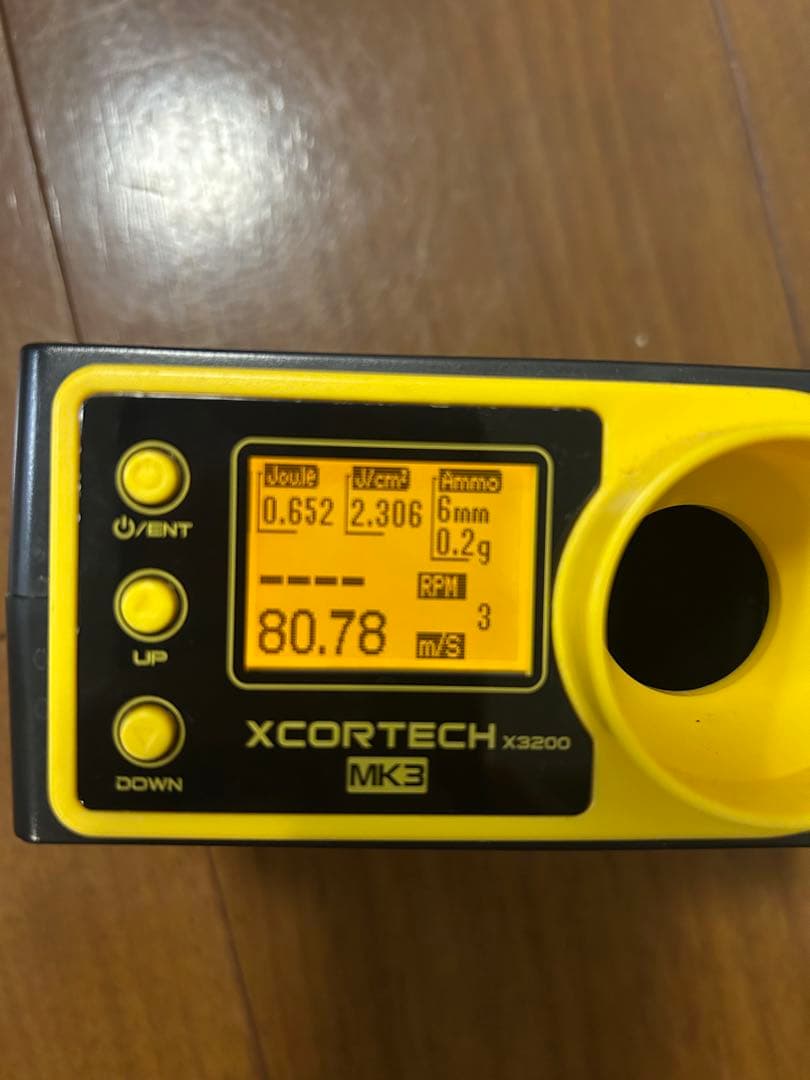 Joule J/cm² Ammo
0.652 2.306 6mm
0.2g
---- RPM
3
80.78 m/S
⏻/ENT
UP
DOWN
XCORTECH X3200
MK3